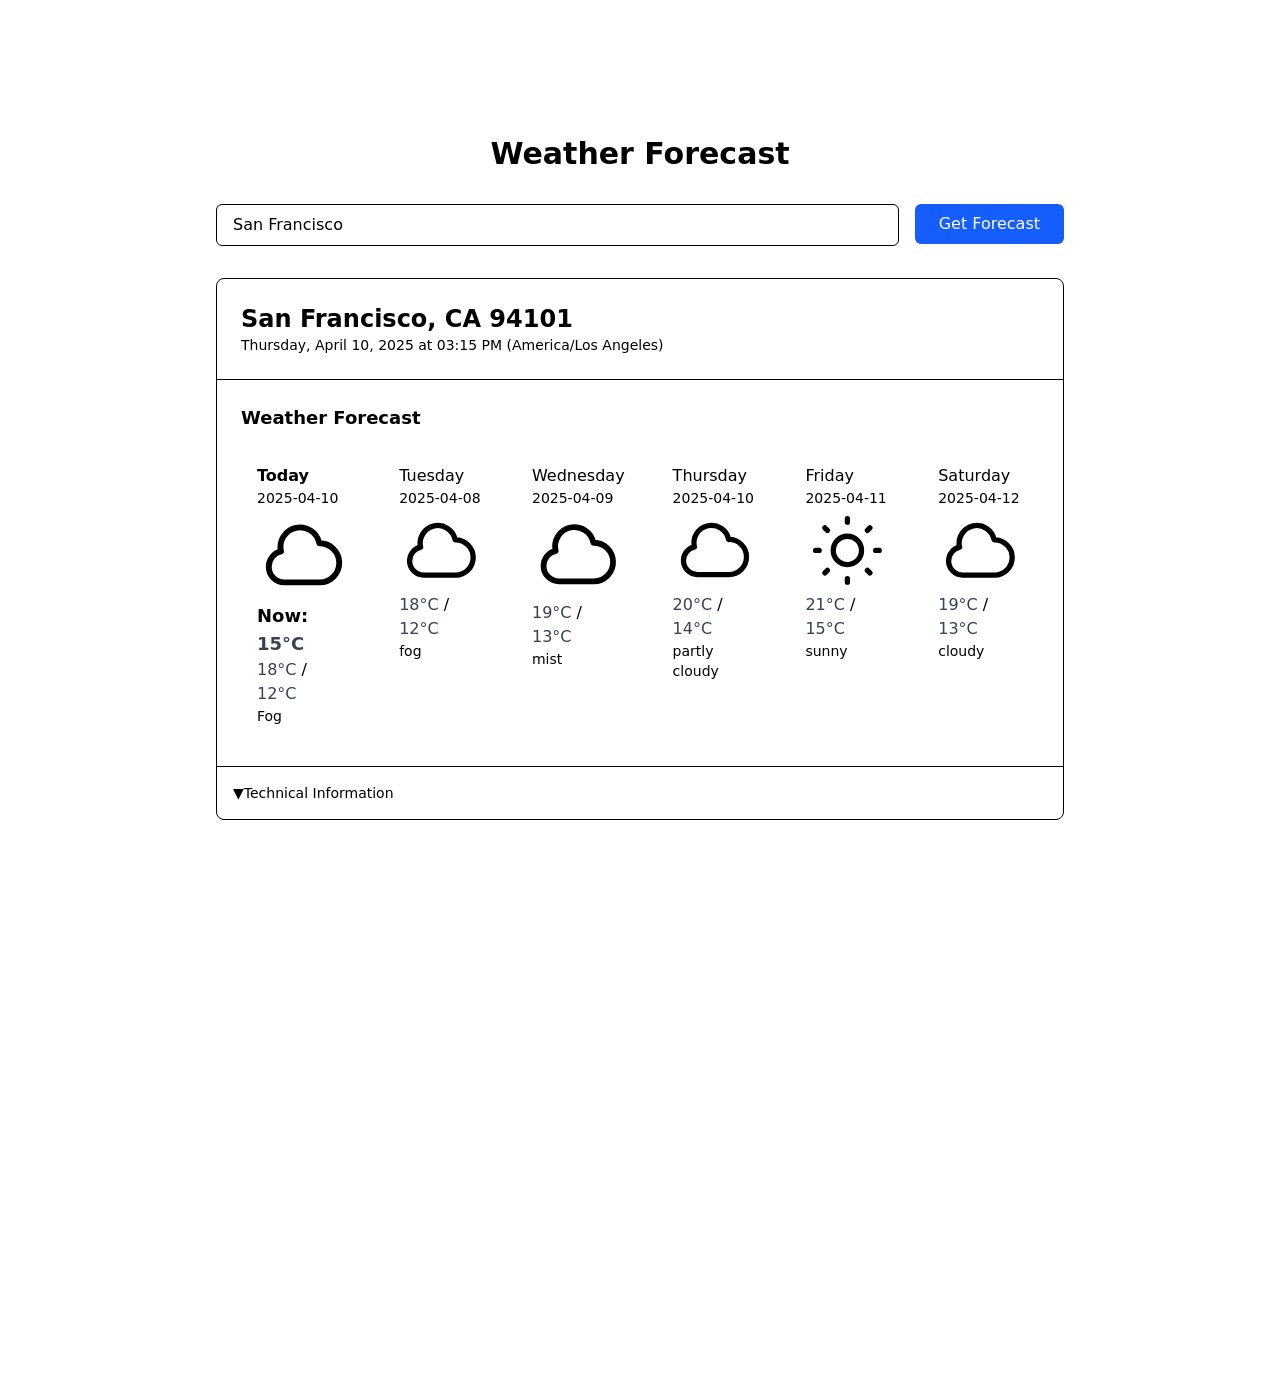 Weather Forecast
San Francisco
Get Forecast
San Francisco, CA 94101
Thursday, April 10, 2025 at 03:15 PM (America/Los Angeles)
Weather Forecast
Today
2025-04-10
Now:
15°C
18°C /
12°C
Fog
Tuesday
2025-04-08
18°C /
12°C
fog
Wednesday
2025-04-09
19°C /
13°C
mist
Thursday
2025-04-10
20°C /
14°C
partly
cloudy
Friday
2025-04-11
21°C /
15°C
sunny
Saturday
2025-04-12
19°C /
13°C
cloudy
▼Technical Information